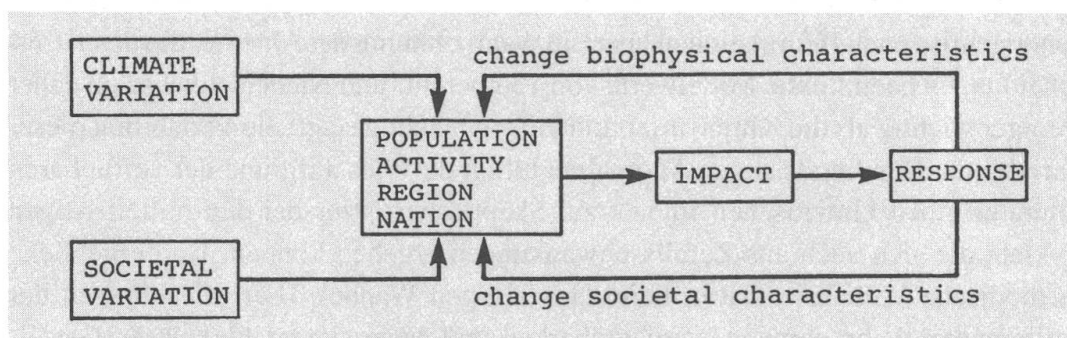 CLIMATE
VARIATION
change biophysical characteristics
POPULATION
ACTIVITY
REGION
NATION
IMPACT
RESPONSE
SOCIETAL
VARIATION
change societal characteristics